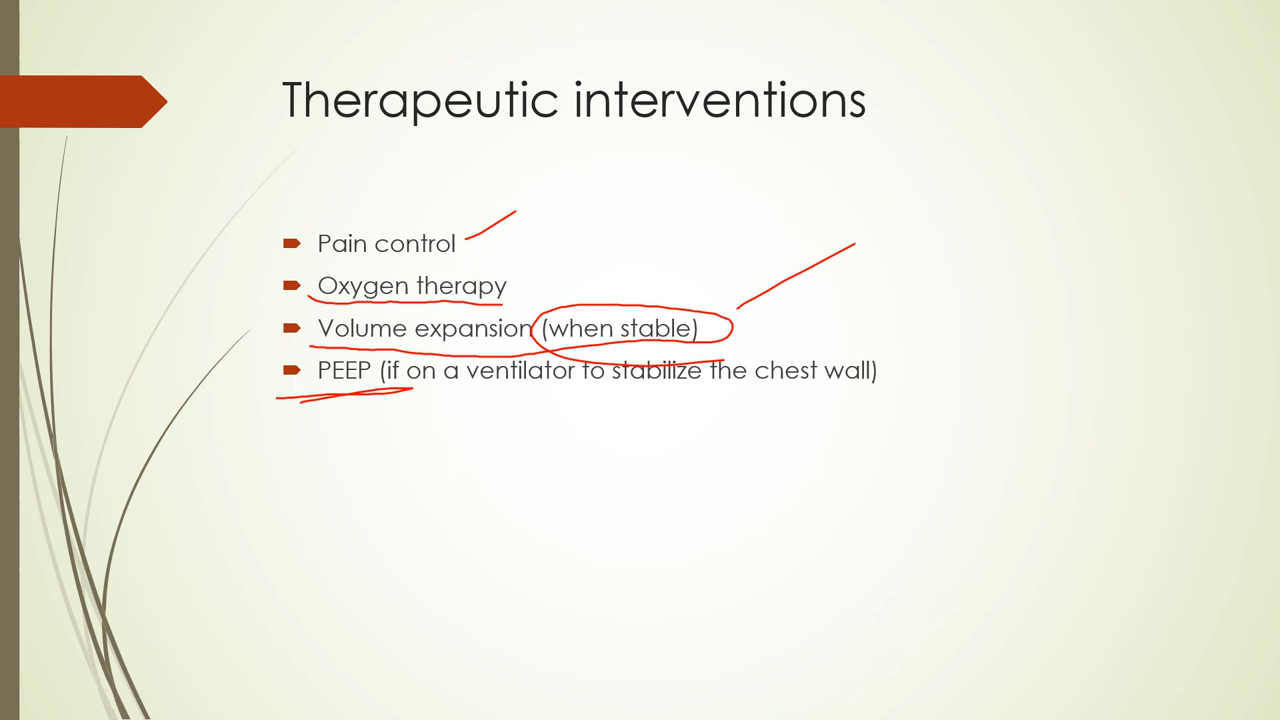 Therapeutic interventions
Pain control
Oxygen therapy
Volume expansion (when stable)
PEEP (if on a ventilator to stabilize the chest wall)